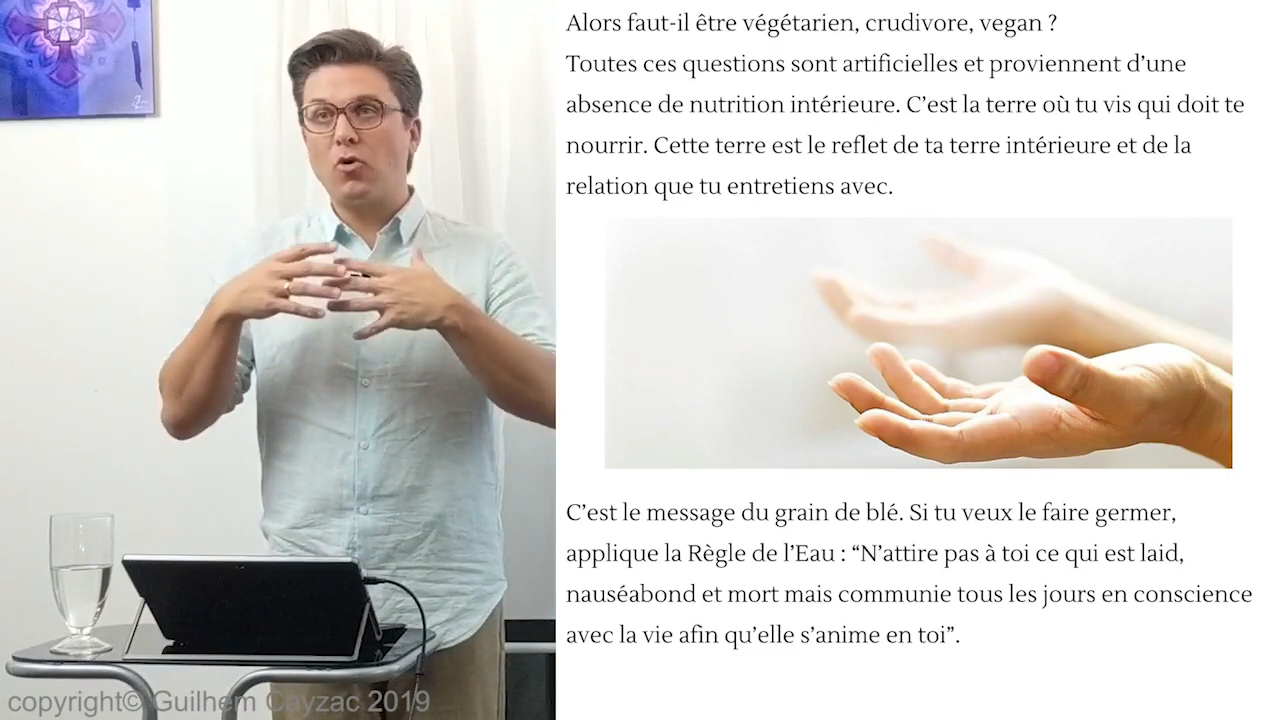 Alors faut-il être végétarien, crudivore, vegan ?
Toutes ces questions sont artificielles et proviennent d’une
absence de nutrition intérieure. C’est la terre où tu vis qui doit te
nourrir. Cette terre est le reflet de ta terre intérieure et de la
relation que tu entretiens avec.
C’est le message du grain de blé. Si tu veux le faire germer,
applique la Règle de l’Eau : “N’attire pas à toi ce qui est laid,
nauséabond et mort mais communie tous les jours en conscience
avec la vie afin qu’elle s’anime en toi”.
copyright© Guilhem Cayzac 2019